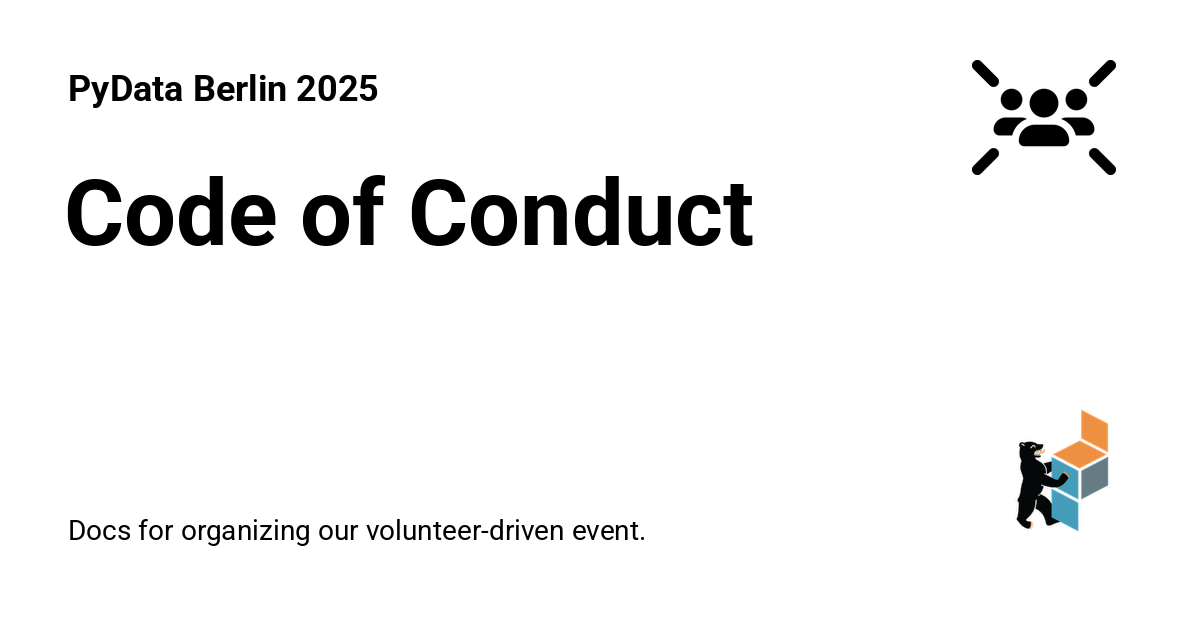 PyData Berlin 2025
Code of Conduct
Docs for organizing our volunteer-driven event.